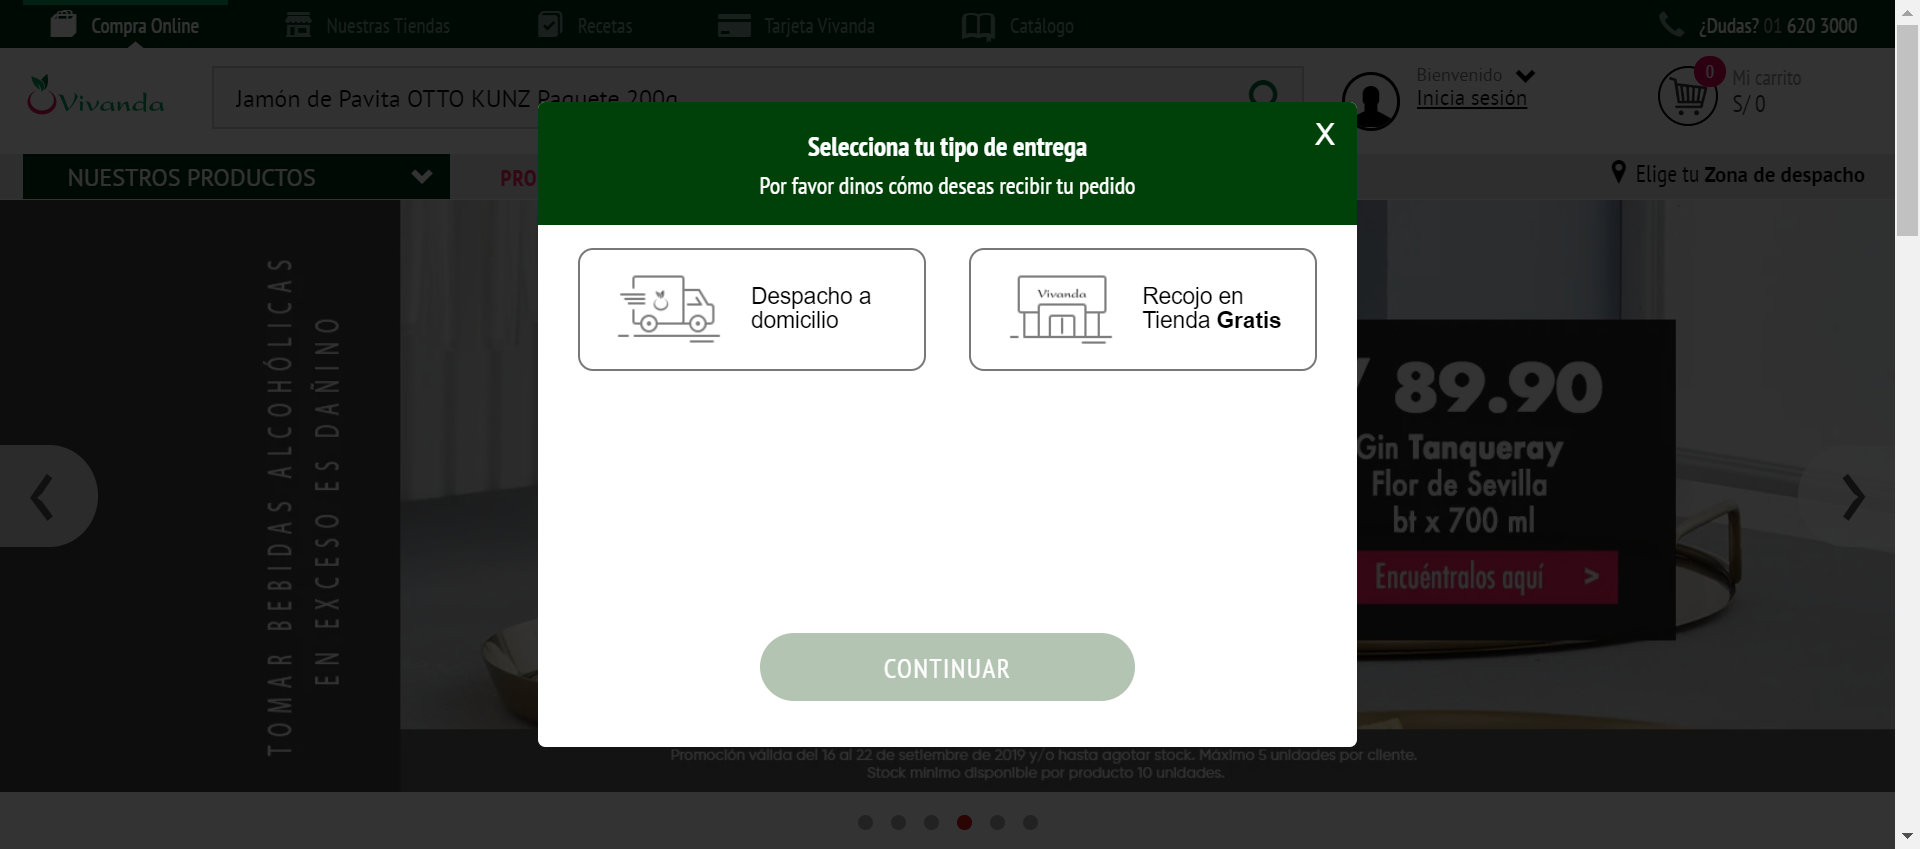 Compra Online
Nuestras Tiendas
Recetas
Tarjeta Vivanda
Catálogo
¿Dudas? 01 620 3000
Vivanda
Jamón de Pavita OTTO KUNZ Paquete 200g
Bienvenido
Inicia sesión
0
Mi carrito
S/ 0
NUESTROS PRODUCTOS
PRO
Elige tu Zona de despacho
Selecciona tu tipo de entrega
X
Por favor dinos cómo deseas recibir tu pedido
Despacho a
domicilio
Vivanda
Recojo en
Tienda Gratis
CONTINUAR
TOMAR BEBIDAS ALCOHÓLICAS
EN EXCESO ES DAÑINO
/ 89.90
Gin Tanqueray
Flor de Sevilla
bt x 700 ml
Encuéntralos aquí >
Promoción válida del 16 al 22 de setiembre de 2019 y/o hasta agotar stock. Máximo 5 unidades por cliente.
Stock mínimo disponible por producto 10 unidades.